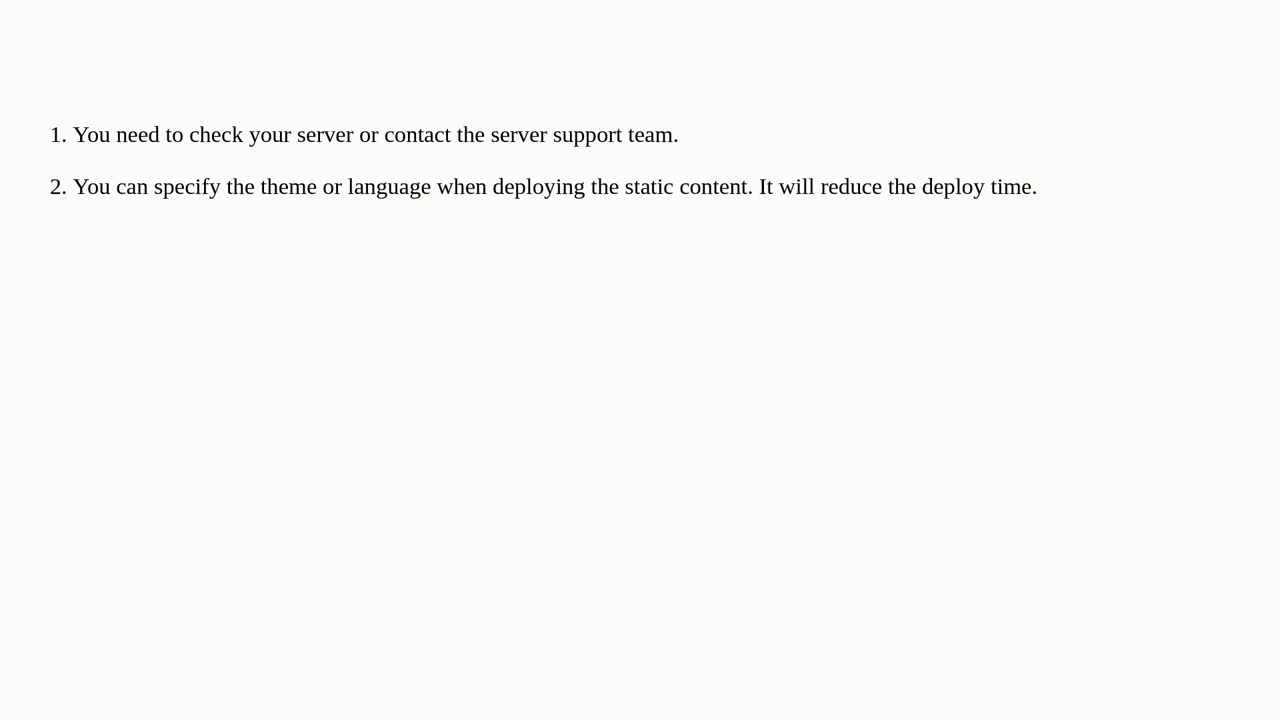 1. You need to check your server or contact the server support team.
2. You can specify the theme or language when deploying the static content. It will reduce the deploy time.